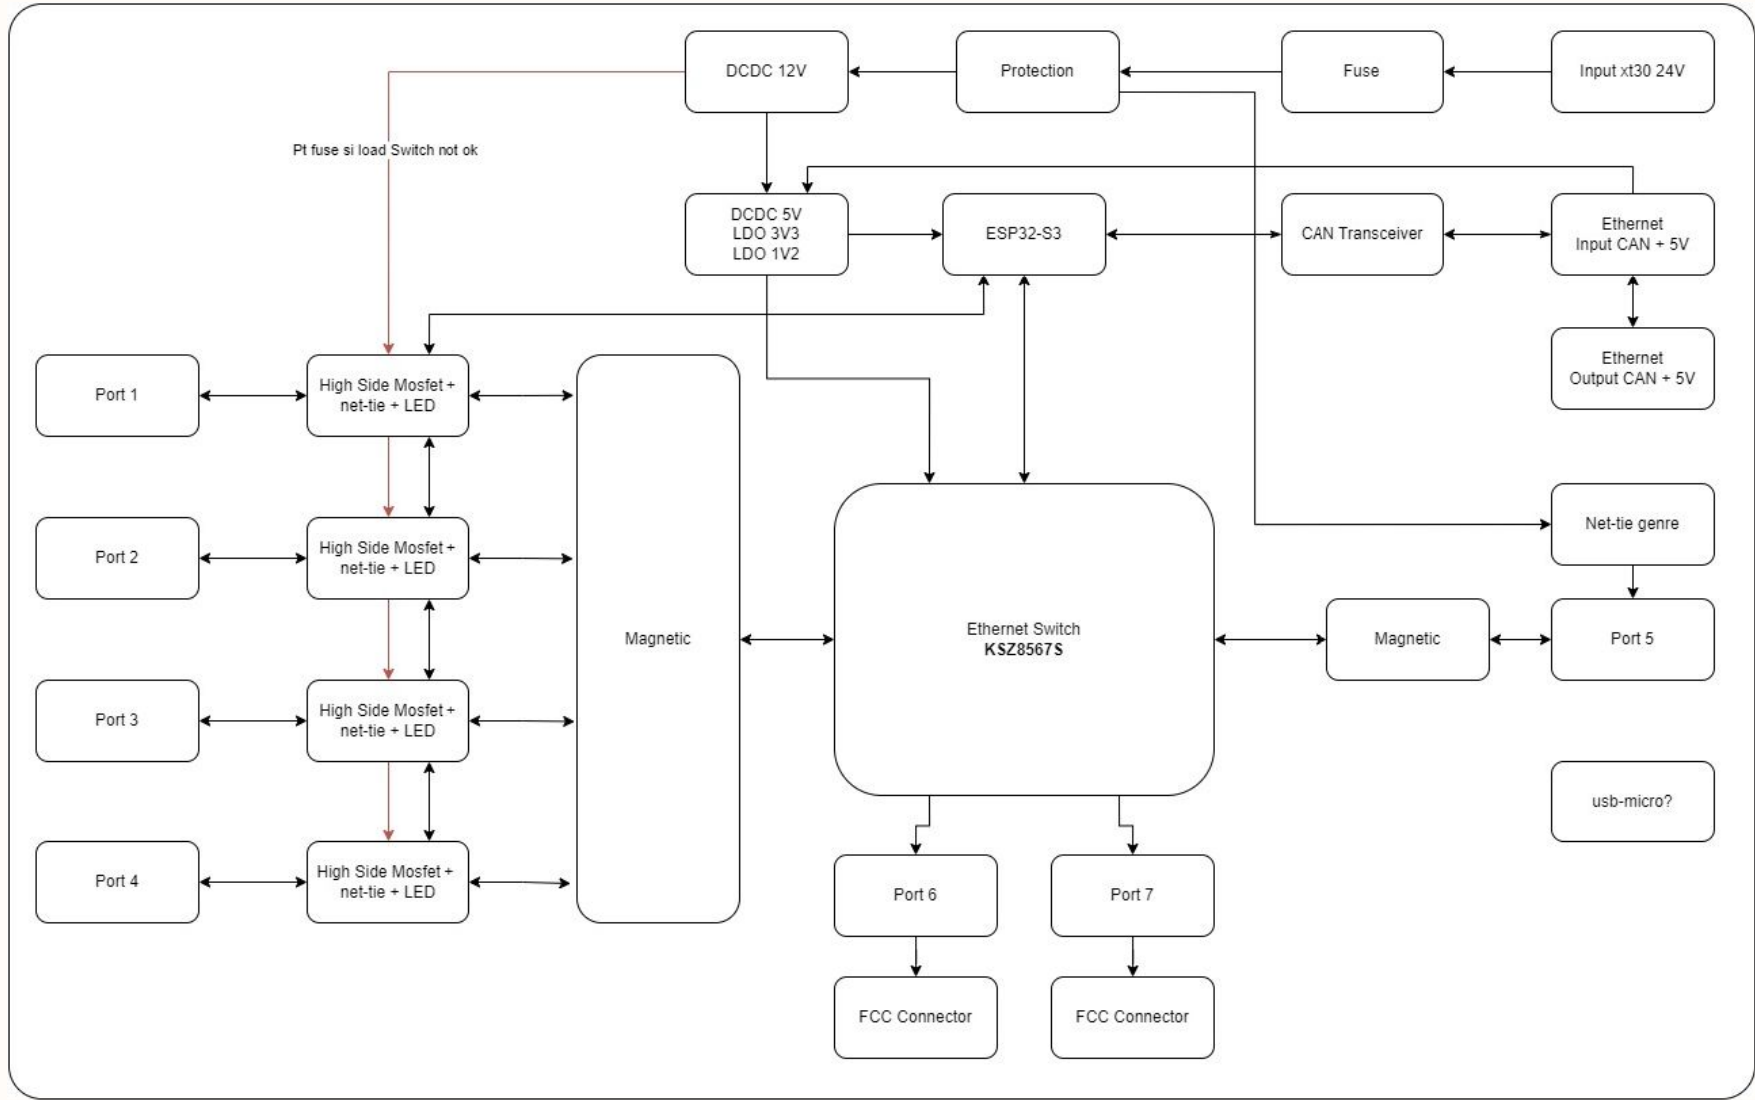 DCDC 12V
Protection
Fuse
Input xt30 24V
Pt fuse si load Switch not ok
DCDC 5V
LDO 3V3
LDO 1V2
ESP32-S3
CAN Transceiver
Ethernet
Input CAN + 5V
Ethernet
Output CAN + 5V
Port 1
High Side Mosfet +
net-tie + LED
Port 2
High Side Mosfet +
net-tie + LED
Net-tie genre
Magnetic
Ethernet Switch
KSZ8567S
Magnetic
Port 5
Port 3
High Side Mosfet +
net-tie + LED
usb-micro?
Port 4
High Side Mosfet +
net-tie + LED
Port 6
Port 7
FCC Connector
FCC Connector